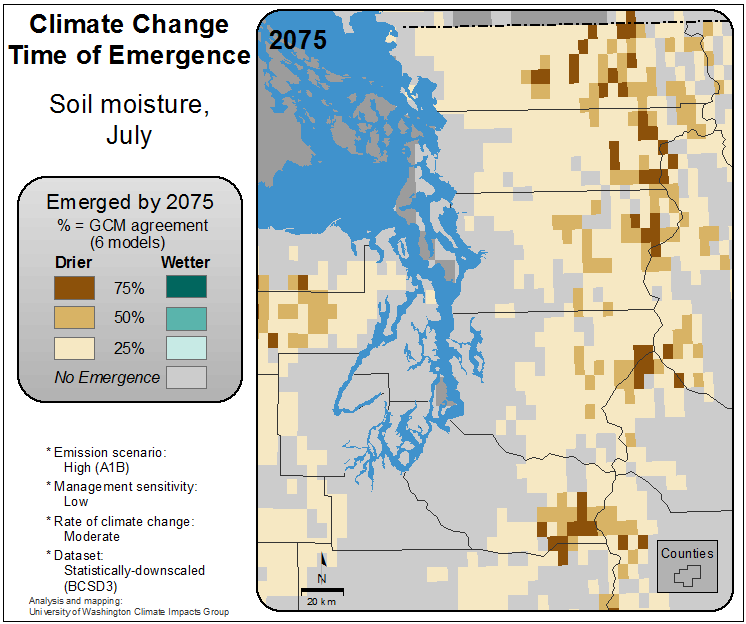 Climate Change
Time of Emergence
Soil moisture,
July
Emerged by 2075
% = GCM agreement
(6 models)
Drier Wetter
75%
50%
25%
No Emergence
* Emission scenario:
High (A1B)
* Management sensitivity:
Low
* Rate of climate change:
Moderate
* Dataset:
Statistically-downscaled
(BCSD3)
Analysis and mapping:
University of Washington Climate Impacts Group
2075
N
20 km
Counties